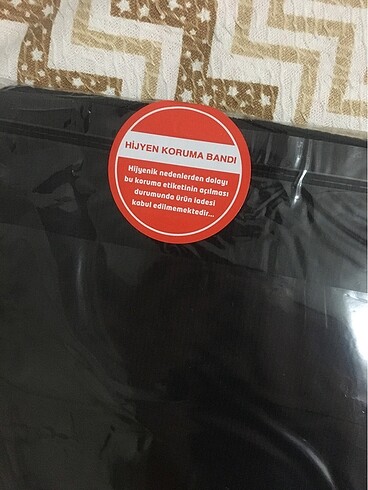 HİJYEN KORUMA BANDI
Hijyenik nedenlerden dolayı
bu koruma etiketinin açılması
durumunda ürün iadesi
kabul edilmemektedir...